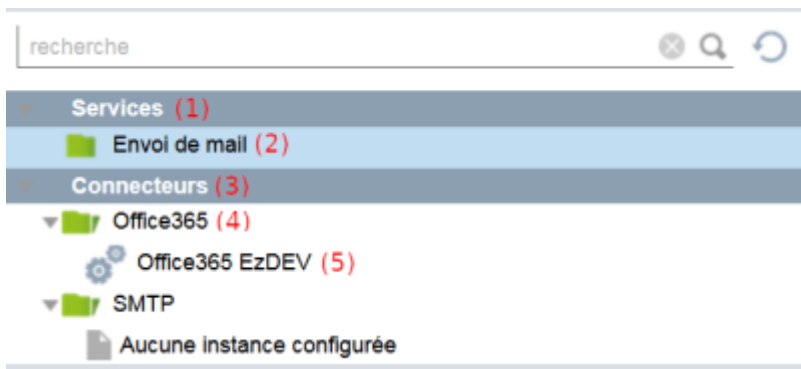 recherche
Services (1)
Envoi de mail (2)
Connecteurs (3)
Office365 (4)
Office365 EzDEV (5)
SMTP
Aucune instance configurée